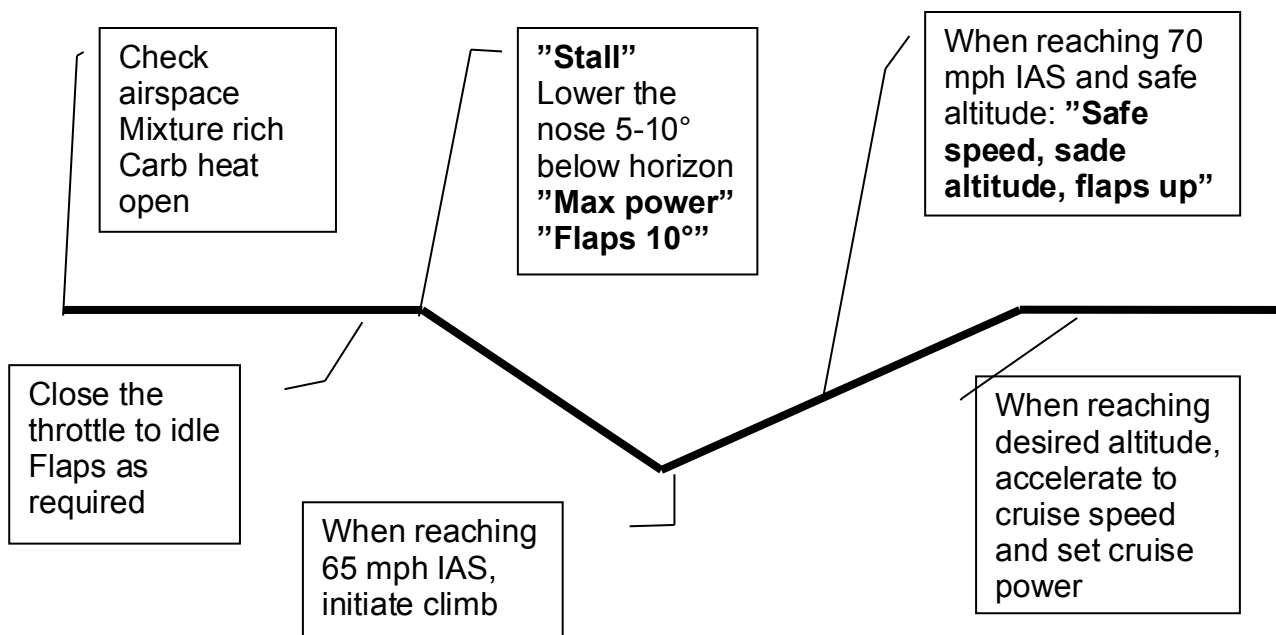 Check
airspace
Mixture rich
Carb heat
open
”Stall”
Lower the
nose 5-10°
below horizon
”Max power”
”Flaps 10°”
When reaching 70
mph IAS and safe
altitude: ”Safe
speed, sade
altitude, flaps up”
Close the
throttle to idle
Flaps as
required
When reaching
65 mph IAS,
initiate climb
When reaching
desired altitude,
accelerate to
cruise speed
and set cruise
power